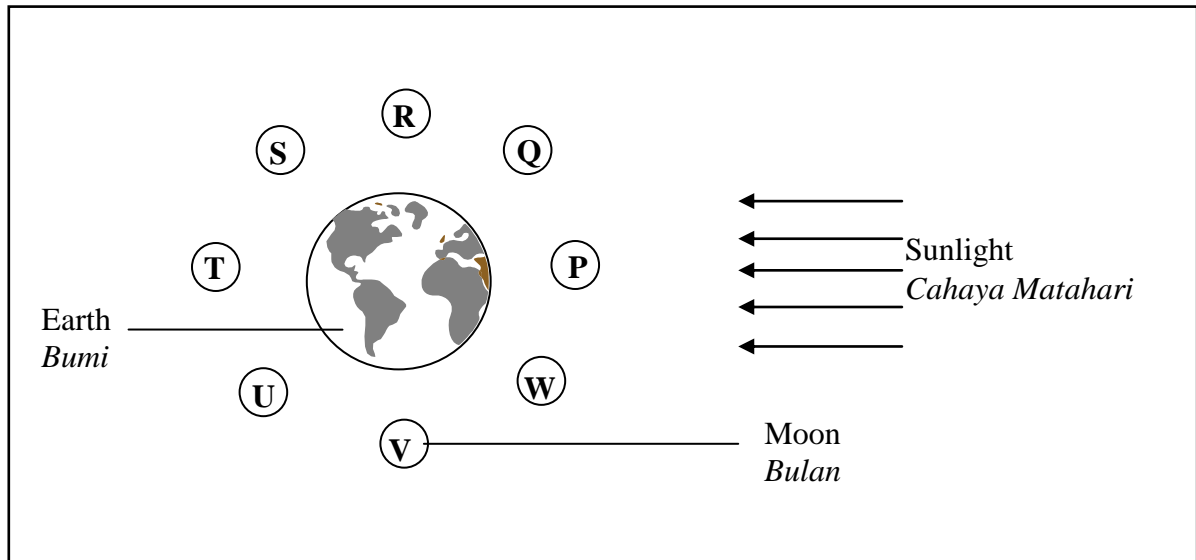 R
S
Q
T
P
Sunlight
Cahaya Matahari
Earth
Bumi
U
W
V
Moon
Bulan